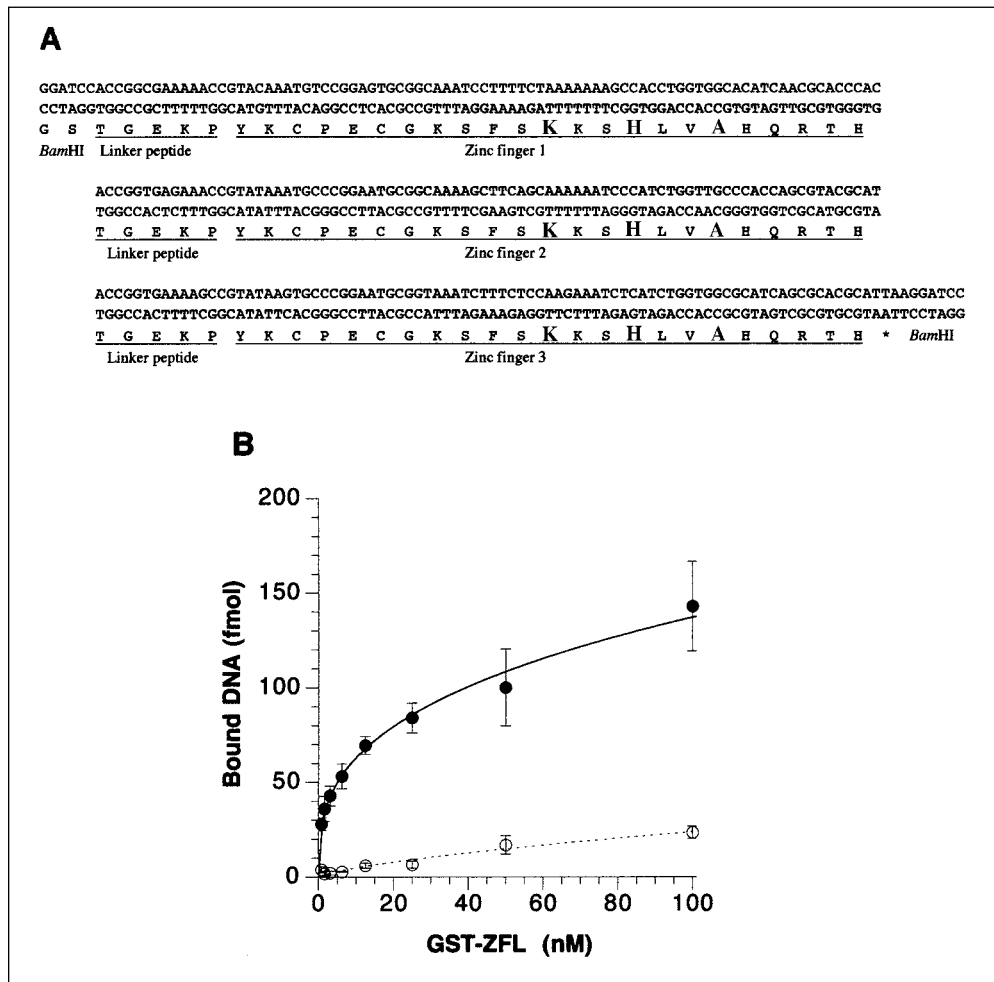 A
GGATCCACCGGCGAAAAACCGTACAAATGTCCGGAGTGCGGCAAATCCTTTTCTAAAAAAAGCCACCTGGTGGCACATCAACGCACCCAC
CCTAGGTGGCCGCTTTTTGGCATGTTTACAGGCCTCACGCCGTTTAGGAAAAGATTTTTTTCGGTGGACCACCGTGTAGTTGCGTGGGTG
G S T G E K P Y K C P E C G K S F S K K S H L V A H Q R T H
BamHI Linker peptide Zinc finger 1
ACCGGTGAGAAACCGTATAAATGCCCGGAATGCGGCAAAAGCTTCAGCAAAAAATCCCATCTGGTTGCCCACCAGCGTACGCAT
TGGCCACTCTTTGGCATATTTACGGGCCTTACGCCGTTTTCGAAGTCGTTTTTTAGGGTAGACCAACGGGTGGTCGCATGCGTA
T G E K P Y K C P E C G K S F S K K S H L V A H Q R T H
Linker peptide Zinc finger 2
ACCGGTGAAAAGCCGTATAAGTGCCCGGAATGCGGTAAATCTTTCTCCAAGAAATCTCATCTGGTGGCGCATCAGCGCACGCATTAAGGATCC
TGGCCACTTTTCGGCATATTCACGGGCCTTACGCCATTTAGAAAGAGGTTCTTTAGAGTAGACCACCGCGTAGTCGCGTGCGTAATTCCTAGG
T G E K P Y K C P E C G K S F S K K S H L V A H Q R T H * BamHI
Linker peptide Zinc finger 3
B
200
150
100
50
0
Bound DNA (fmol)
0 20 40 60 80 100
GST-ZFL (nM)